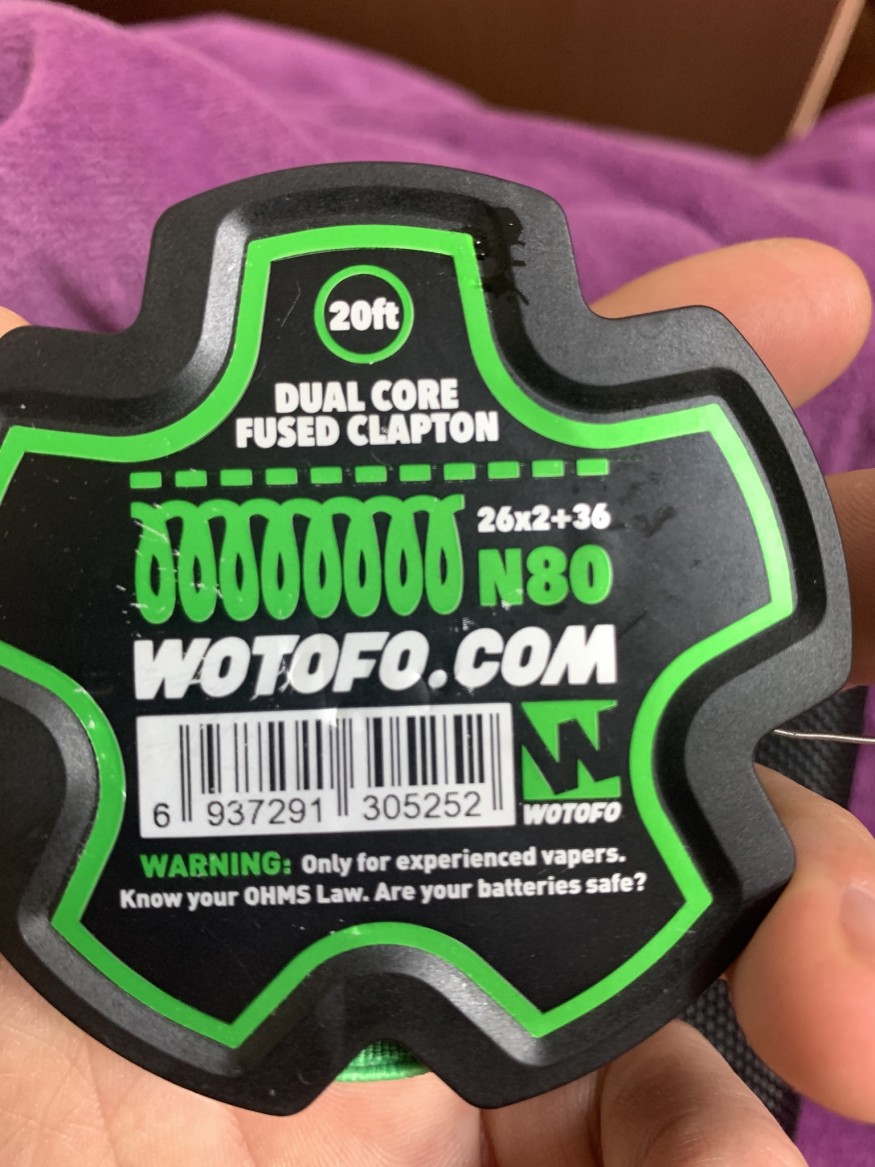 20ft
DUAL CORE
FUSED CLAPTON
26x2+36
N80
WOTOFO.COM
6 937291 305252
WOTOFO
WARNING: Only for experienced vapers.
Know your OHMS Law. Are your batteries safe?